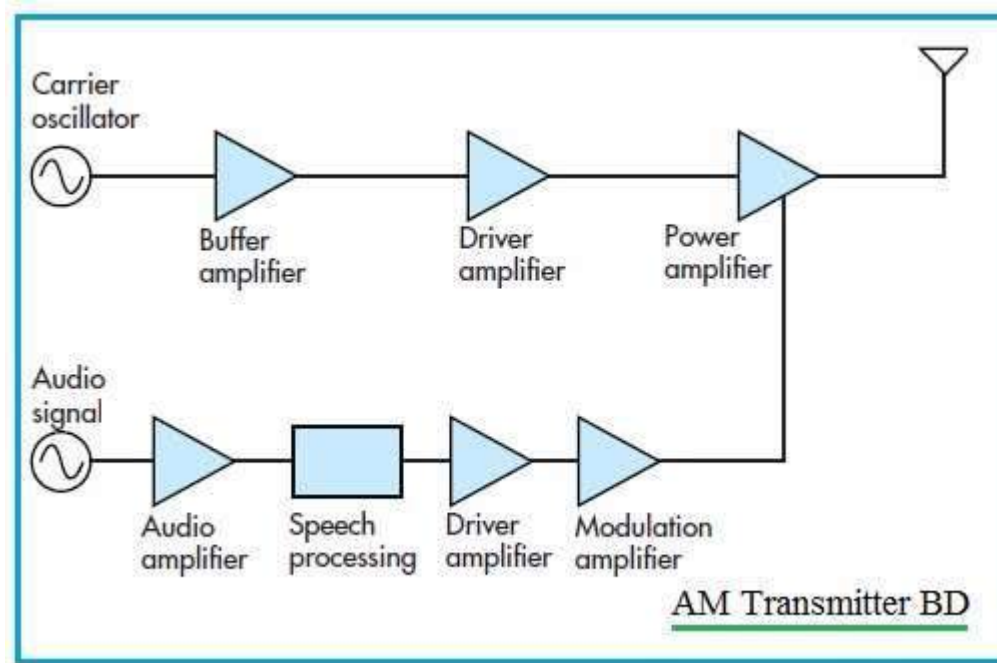 Carrier
oscillator
Buffer
amplifier
Driver
amplifier
Power
amplifier
Audio
signal
Audio
amplifier
Speech
processing
Driver
amplifier
Modulation
amplifier
AM Transmitter BD